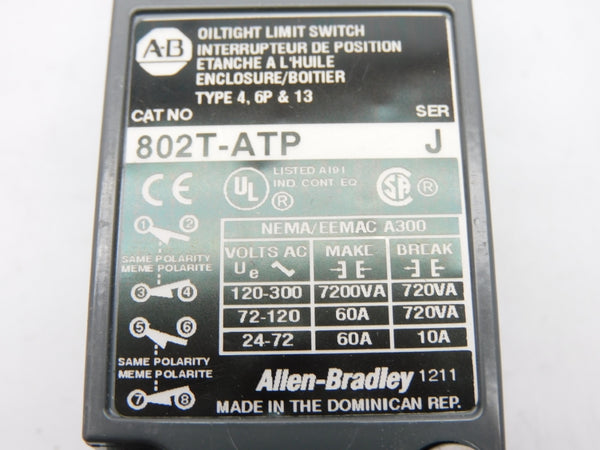 A-B
OILTIGHT LIMIT SWITCH
INTERRUPTEUR DE POSITION
ETANCHE A L'HUILE
ENCLOSURE/BOITIER
TYPE 4, 6P & 13
CAT NO SER
802T-ATP J
CE UL LISTED A191 SA ®
IND. CONT. EQ.
®
1 2
SAME POLARITY
MEME POLARITE
3 4
5 6
SAME POLARITY
MEME POLARITE
7 8
NEMA/EEMAC A300
VOLTS AC MAKE BREAK
Ue
120-300 7200VA 720VA
72-120 60A 720VA
24-72 60A 10A
Allen-Bradley 1211
MADE IN THE DOMINICAN REP.